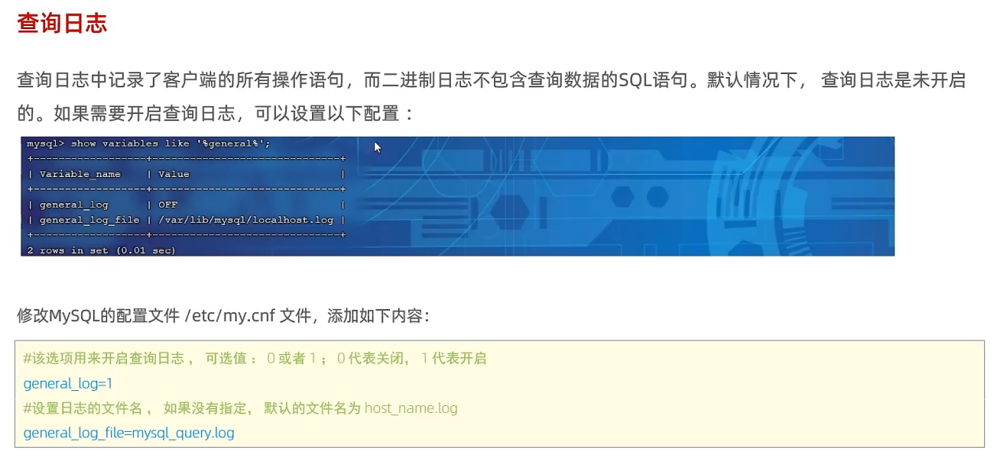 查询日志
查询日志中记录了客户端的所有操作语句，而二进制日志不包含查询数据的SQL语句。默认情况下， 查询日志是未开启
的。如果需要开启查询日志，可以设置以下配置 ：
mysql> show variables like '%general%';
+------------------+-----------------------------+
| Variable_name    | Value                       |
+------------------+-----------------------------+
| general_log      | OFF                         |
| general_log_file | /var/lib/mysql/localhost.log |
+------------------+-----------------------------+
2 rows in set (0.01 sec)
修改MySQL的配置文件 /etc/my.cnf 文件，添加如下内容：
#该选项用来开启查询日志 ， 可选值 ： 0 或者 1 ； 0 代表关闭， 1 代表开启
general_log=1
#设置日志的文件名 ， 如果没有指定， 默认的文件名为 host_name.log
general_log_file=mysql_query.log